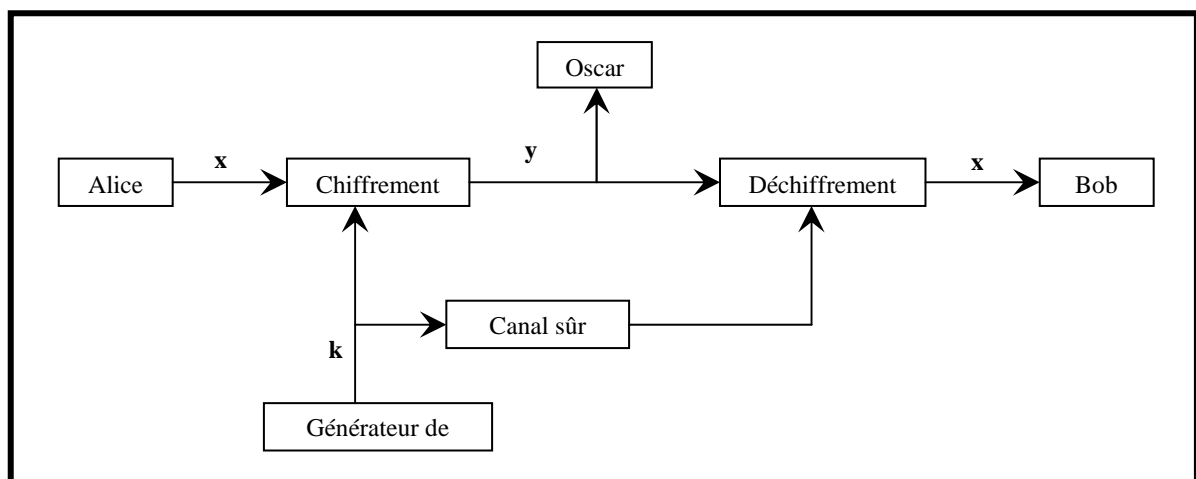 Oscar
x
y
x
Alice
Chiffrement
Déchiffrement
Bob
Canal sûr
k
Générateur de